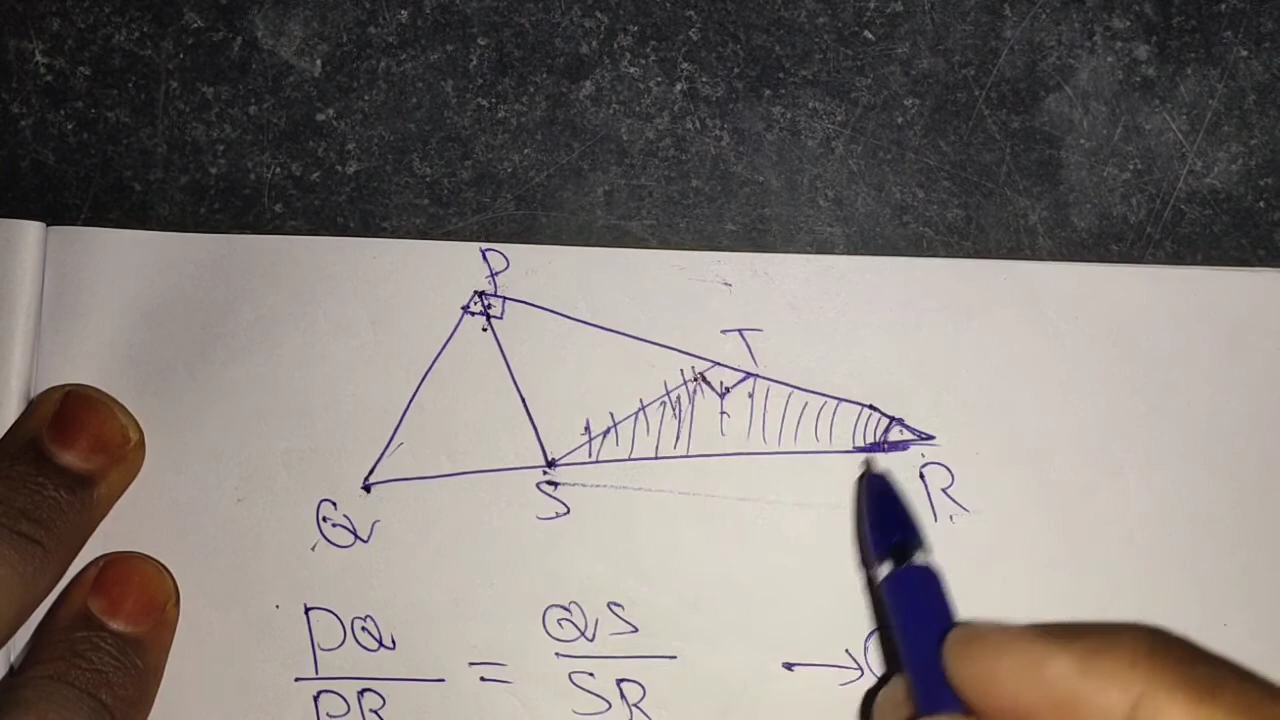 P
T
Q
S
R
PQ/PR = QS/SR →